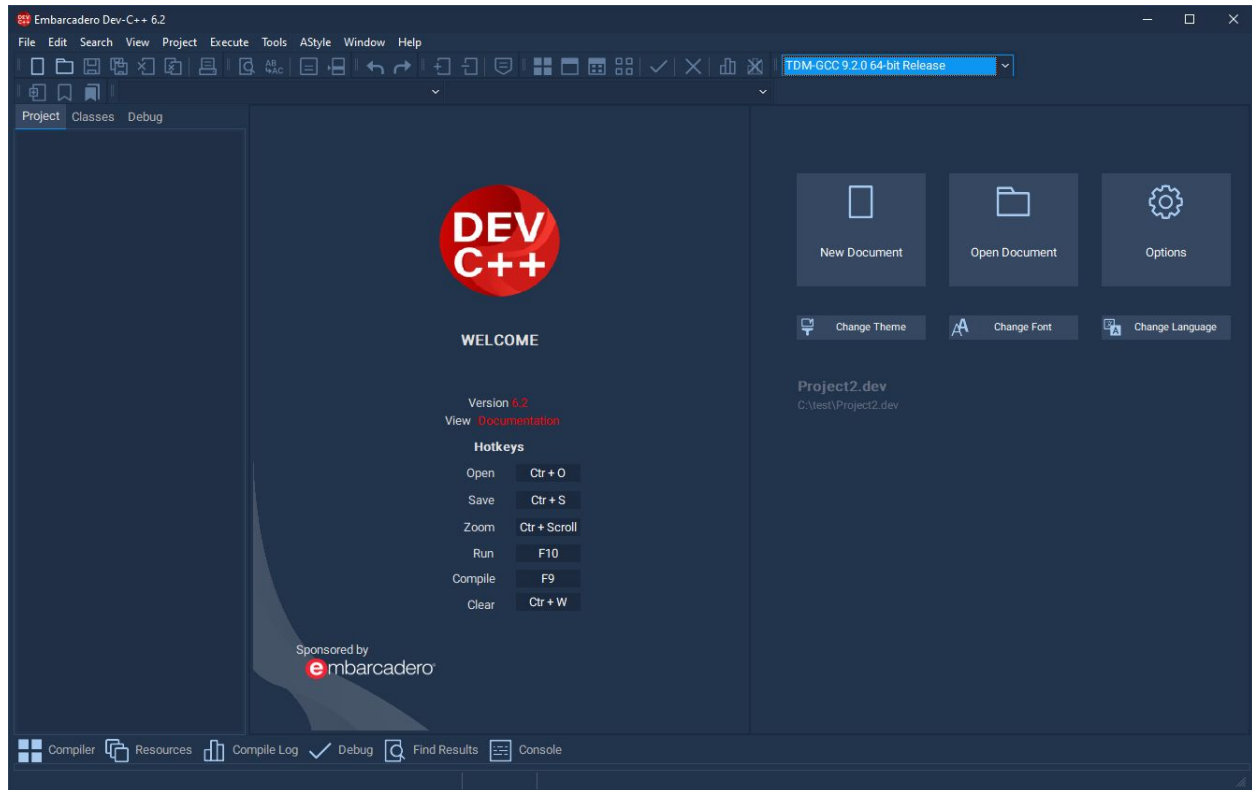 Embarcadero Dev-C++ 6.2
File Edit Search View Project Execute Tools AStyle Window Help
TDM-GCC 9.2.0 64-bit Release
Project Classes Debug
DEV
C++
WELCOME
Version 6.2
View Documentation
Hotkeys
Open Ctr + O
Save Ctr + S
Zoom Ctr + Scroll
Run F10
Compile F9
Clear Ctr + W
Sponsored by
embarcadero
New Document Open Document Options
Change Theme Change Font Change Language
Project2.dev
C:\test\Project2.dev
Compiler Resources Compile Log Debug Find Results Console